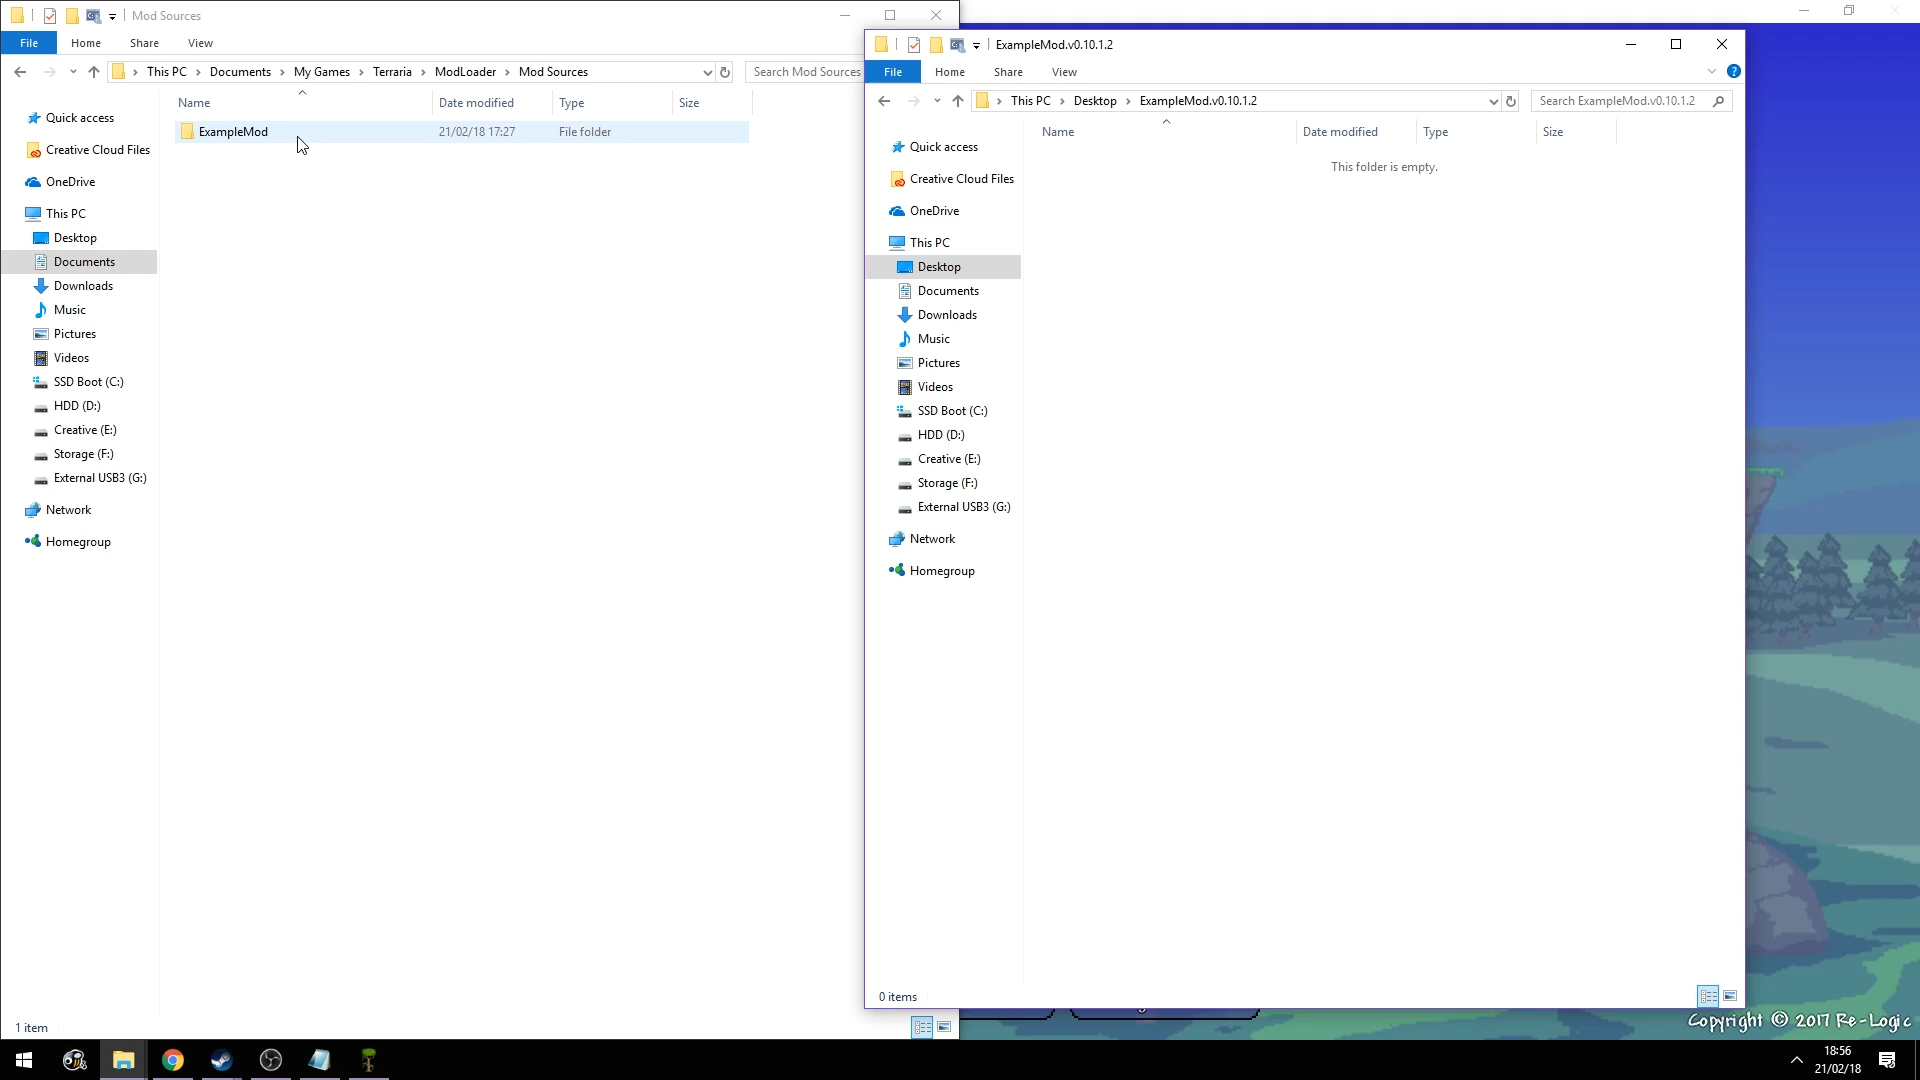 Mod Sources
File Home Share View
This PC Documents My Games Terraria ModLoader Mod Sources
Search Mod Sources
Name Date modified Type Size
ExampleMod 21/02/18 17:27 File folder
Quick access
Creative Cloud Files
OneDrive
This PC
Desktop
Documents
Downloads
Music
Pictures
Videos
SSD Boot (C:)
HDD (D:)
Creative (E:)
Storage (F:)
External USB3 (G:)
Network
Homegroup
1 item
ExampleMod.v0.10.1.2
File Home Share View
This PC Desktop ExampleMod.v0.10.1.2
Search ExampleMod.v0.10.1.2
Name Date modified Type Size
This folder is empty.
Quick access
Creative Cloud Files
OneDrive
This PC
Desktop
Documents
Downloads
Music
Pictures
Videos
SSD Boot (C:)
HDD (D:)
Creative (E:)
Storage (F:)
External USB3 (G:)
Network
Homegroup
0 items
Copyright © 2017 Re-Logic
18:56
21/02/18